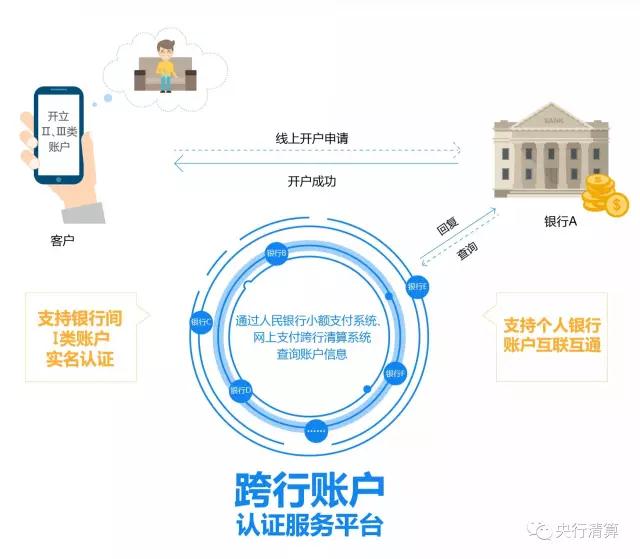 开立
Ⅱ、Ⅲ类
账户
客户
线上开户申请
开户成功
BANK
银行A
回复
查询
银行B
银行E
银行C
银行D
银行F
……
通过人民银行小额支付系统、
网上支付跨行清算系统
查询账户信息
支持银行间
Ⅰ类账户
实名认证
支持个人银行
账户互联互通
跨行账户
认证服务平台
央行清算